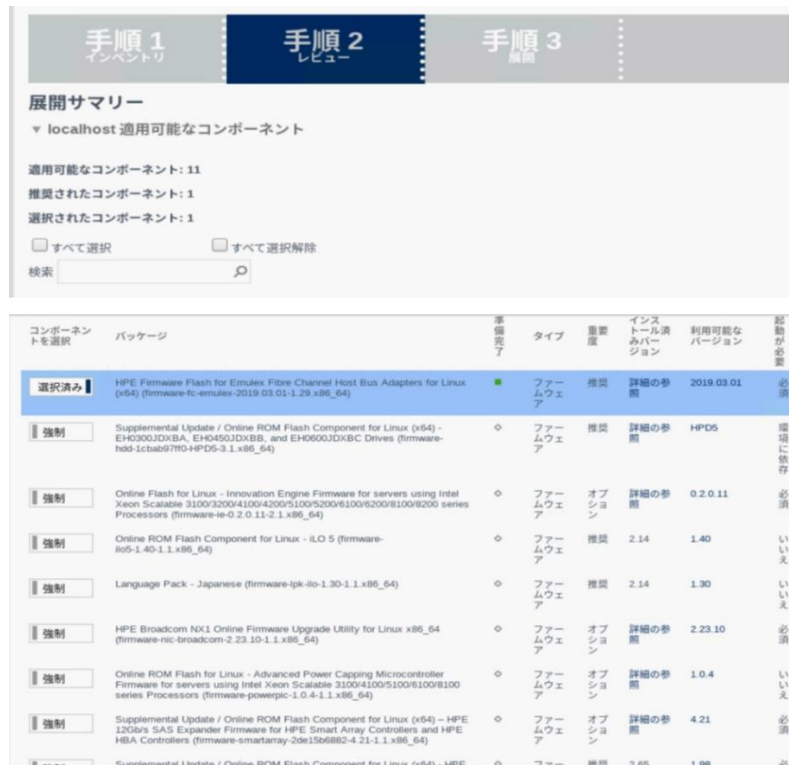 手順 1
インベントリ
手順 2
レビュー
手順 3
展開
展開サマリー
▼ localhost 適用可能なコンポーネント
適用可能なコンポーネント: 11
推奨されたコンポーネント: 1
選択されたコンポーネント: 1
すべて選択
すべて選択解除
検索
コンポーネン
トを選択
パッケージ
準備完了
タイプ
重要
度
インス
トール済
みバー
ジョン
利用可能な
バージョン
起動が必要
選択済み
HPE Firmware Flash for Emulex Fibre Channel Host Bus Adapters for Linux
(x64) (firmware-fc-emulex-2019.03.01-1.29.x86_64)
ファー
ムウェ
ア
推奨
詳細の参
照
2019.03.01
必須
強制
Supplemental Update / Online ROM Flash Component for Linux (x64) -
EH0300JDXBA, EH0450JDXBB, and EH0600JDXBC Drives (firmware-
hdd-1cbab97ff0-HPD5-3.1.x86_64)
ファー
ムウェ
ア
推奨
詳細の参
照
HPD5
環境に依存
強制
Online Flash for Linux - Innovation Engine Firmware for servers using Intel
Xeon Scalable 3100/3200/4100/4200/5100/5200/6100/6200/8100/8200 series
Processors (firmware-ie-0.2.0.11-2.1.x86_64)
ファー
ムウェ
ア
オプ
ショ
ン
詳細の参
照
0.2.0.11
必須
強制
Online ROM Flash Component for Linux - iLO 5 (firmware-
ilo5-1.40-1.1.x86_64)
ファー
ムウェ
ア
推奨
2.14
1.40
いいえ
強制
Language Pack - Japanese (firmware-lpk-ilo-1.30-1.1.x86_64)
ファー
ムウェ
ア
推奨
2.14
1.30
いいえ
強制
HPE Broadcom NX1 Online Firmware Upgrade Utility for Linux x86_64
(firmware-nic-broadcom-2.23.10-1.1.x86_64)
ファー
ムウェ
ア
オプ
ショ
ン
詳細の参
照
2.23.10
必須
強制
Online ROM Flash for Linux - Advanced Power Capping Microcontroller
Firmware for servers using Intel Xeon Scalable 3100/4100/5100/6100/8100
series Processors (firmware-powerpic-1.0.4-1.1.x86_64)
ファー
ムウェ
ア
オプ
ショ
ン
詳細の参
照
1.0.4
いいえ
強制
Supplemental Update / Online ROM Flash Component for Linux (x64) – HPE
12Gb/s SAS Expander Firmware for HPE Smart Array Controllers and HPE
HBA Controllers (firmware-smartarray-2de15b6882-4.21-1.1.x86_64)
ファー
ムウェ
ア
オプ
ショ
ン
詳細の参
照
4.21
必須
Supplemental Update / Online ROM Flash Component for Linux (x64) - HPE
ファー
推奨
2.65
1.98
必